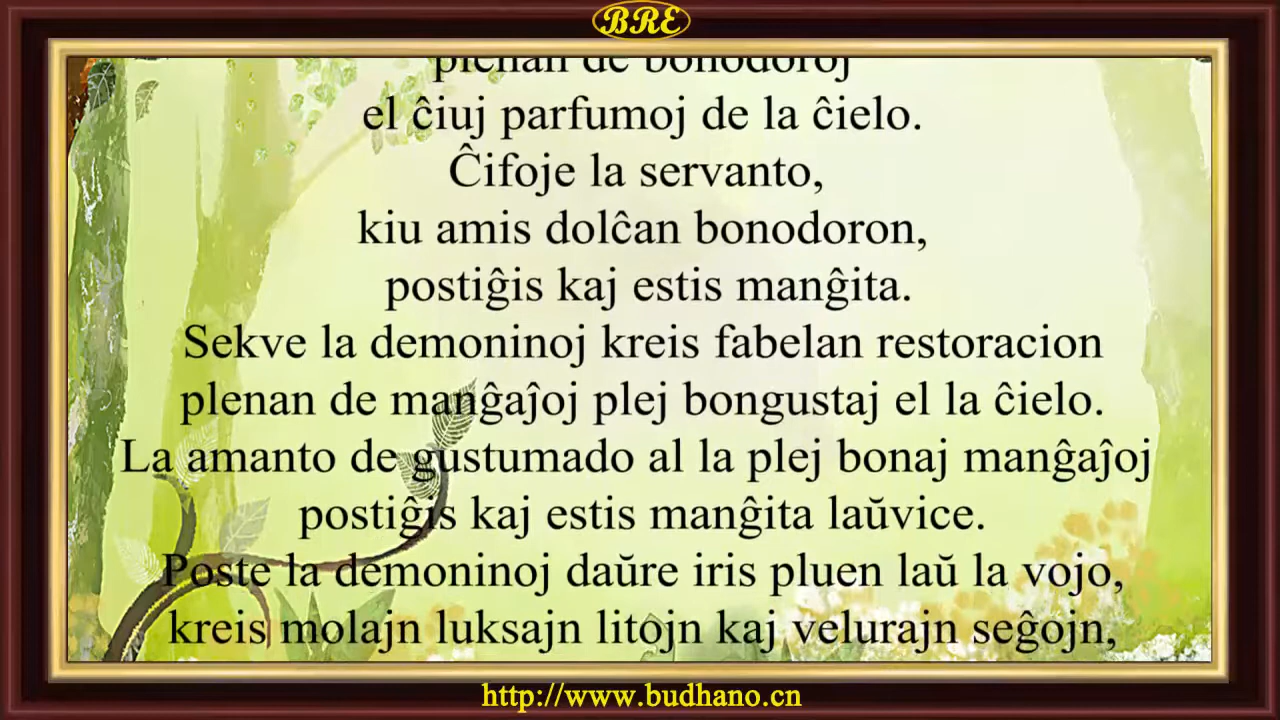 BRE
plenan de bonodoroj
el ĉiuj parfumoj de la ĉielo.
Ĉifoje la servanto,
kiu amis dolĉan bonodoron,
postiĝis kaj estis manĝita.
Sekve la demoninoj kreis fabelan restoracion
plenan de manĝaĵoj plej bongustaj el la ĉielo.
La amanto de gustumado al la plej bonaj manĝaĵoj
postiĝis kaj estis manĝita laŭvice.
Poste la demoninoj daŭre iris pluen laŭ la vojo,
kreis molajn luksajn litojn kaj velurajn seĝojn,
http://www.budhano.cn